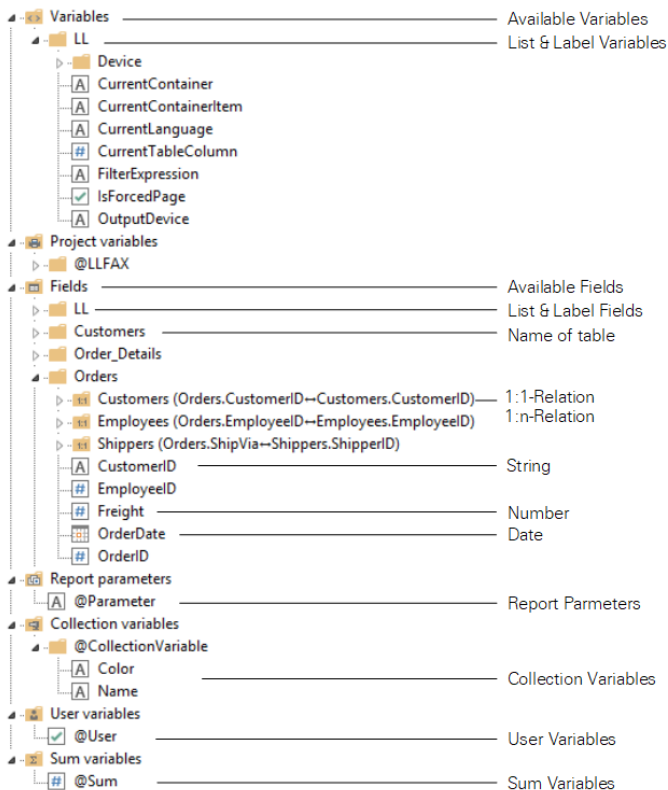 Variables Available Variables
LL List & Label Variables
Device
CurrentContainer
CurrentContainerItem
CurrentLanguage
CurrentTableColumn
FilterExpression
IsForcedPage
OutputDevice
Project variables
@LLFAX
Fields Available Fields
LL List & Label Fields
Customers Name of table
Order_Details
Orders
Customers (Orders.CustomerID↔Customers.CustomerID) 1:1-Relation
Employees (Orders.EmployeeID↔Employees.EmployeeID) 1:n-Relation
Shippers (Orders.ShipVia↔Shippers.ShipperID)
CustomerID String
EmployeeID
Freight Number
OrderDate Date
OrderID
Report parameters
@Parameter Report Parmeters
Collection variables
@CollectionVariable
Color Collection Variables
Name
User variables
@User User Variables
Sum variables
@Sum Sum Variables